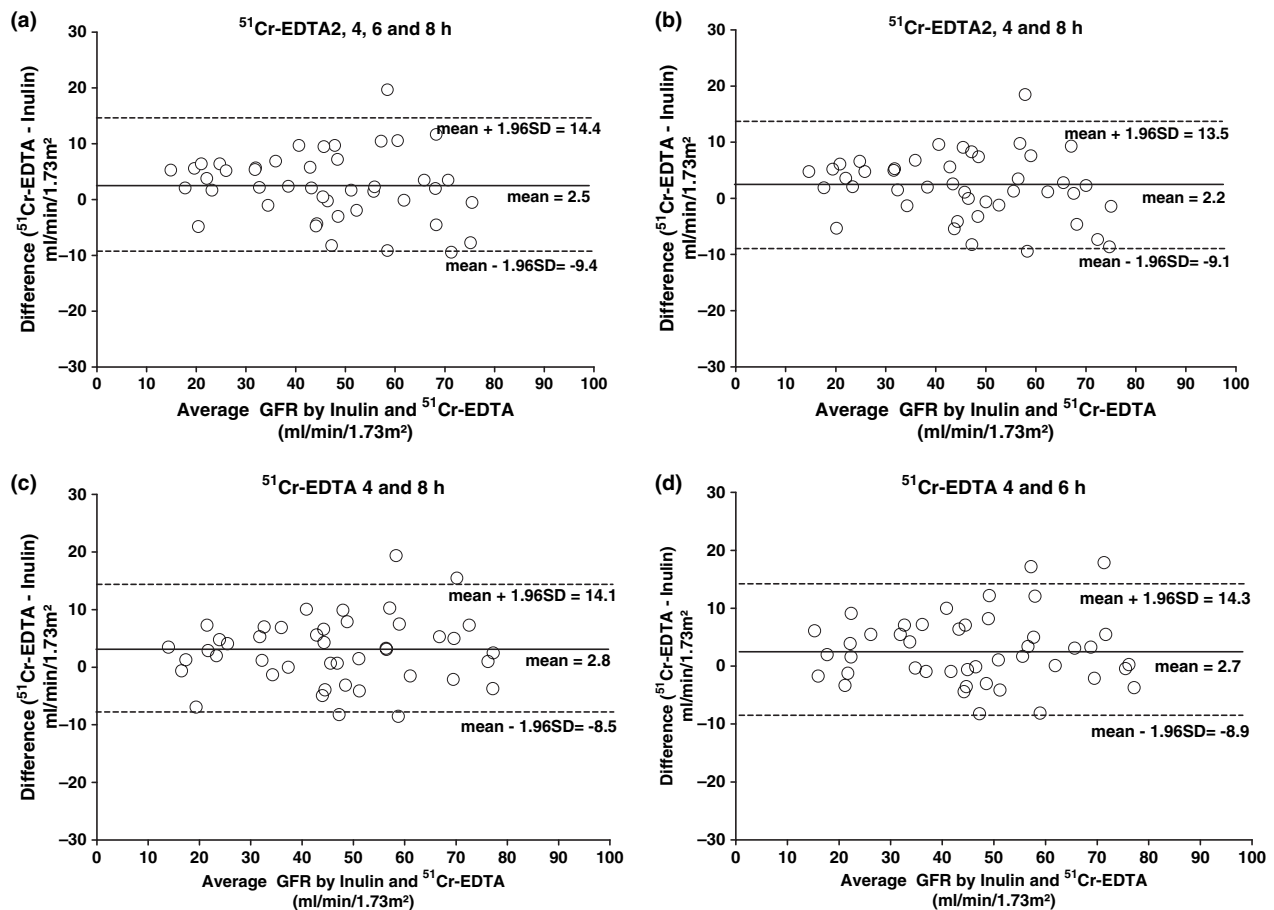 (a)
⁵¹Cr-EDTA2, 4, 6 and 8 h
Difference (⁵¹Cr-EDTA - Inulin)
ml/min/1.73m²
30
20
10
0
–10
–20
–30
mean + 1.96SD = 14.4
mean = 2.5
mean - 1.96SD= -9.4
0 10 20 30 40 50 60 70 80 90 100
Average GFR by Inulin and ⁵¹Cr-EDTA
(ml/min/1.73m²)
(b)
⁵¹Cr-EDTA2, 4 and 8 h
Difference (⁵¹Cr-EDTA - Inulin)
ml/min/1.73m²
30
20
10
0
–10
–20
–30
mean + 1.96SD = 13.5
mean = 2.2
mean - 1.96SD= -9.1
0 10 20 30 40 50 60 70 80 90 100
Average GFR by Inulin and ⁵¹Cr-EDTA
(ml/min/1.73m²)
(c)
⁵¹Cr-EDTA 4 and 8 h
Difference (⁵¹Cr-EDTA - Inulin)
ml/min/1.73m²
30
20
10
0
–10
–20
–30
mean + 1.96SD = 14.1
mean = 2.8
mean - 1.96SD= -8.5
0 10 20 30 40 50 60 70 80 90 100
Average GFR by Inulin and ⁵¹Cr-EDTA
(ml/min/1.73m²)
(d)
⁵¹Cr-EDTA 4 and 6 h
Difference (⁵¹Cr-EDTA - Inulin)
ml/min/1.73m²
30
20
10
0
–10
–20
–30
mean + 1.96SD = 14.3
mean = 2.7
mean - 1.96SD= -8.9
0 10 20 30 40 50 60 70 80 90 100
Average GFR by Inulin and ⁵¹Cr-EDTA
(ml/min/1.73m²)